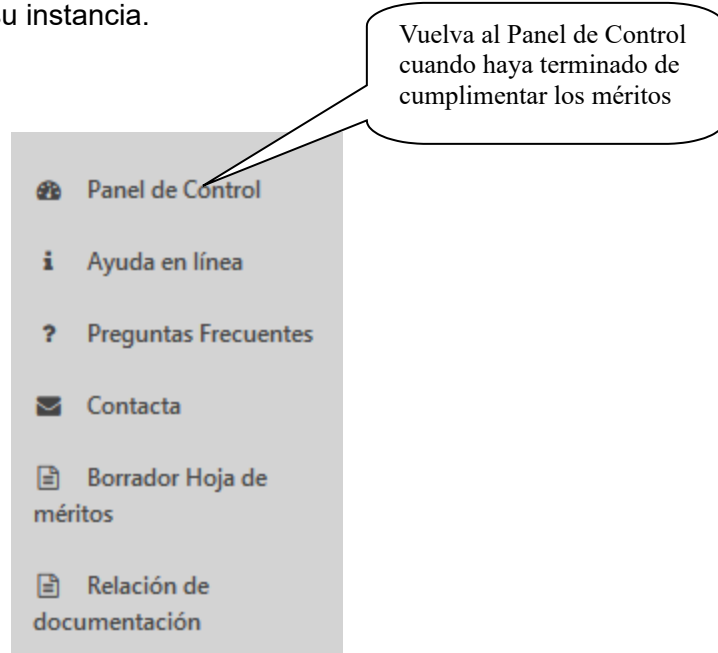 su instancia.
Vuelva al Panel de Control
cuando haya terminado de
cumplimentar los méritos
Panel de Control
Ayuda en línea
? Preguntas Frecuentes
Contacta
Borrador Hoja de
méritos
Relación de
documentación